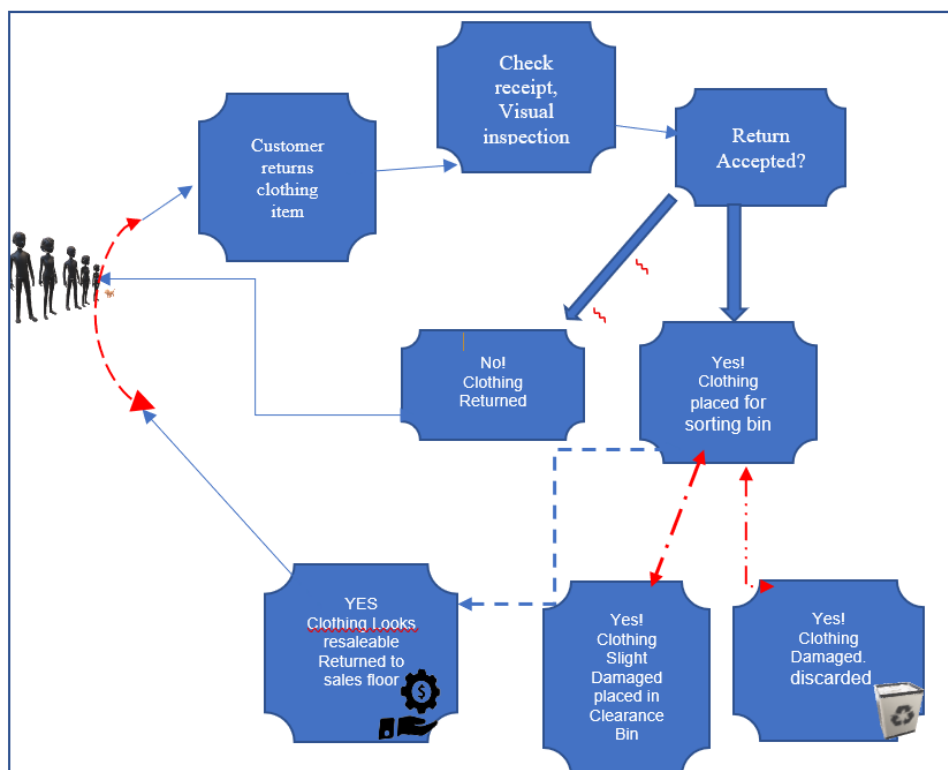 Check
receipt,
Visual
inspection
Customer
returns
clothing
item
Return
Accepted?
No!
Clothing
Returned
Yes!
Clothing
placed for
sorting bin
YES
Clothing Looks
resaleable
Returned to
sales floor
$
Yes!
Clothing
Slight
Damaged
placed in
Clearance
Bin
Yes!
Clothing
Damaged.
discarded